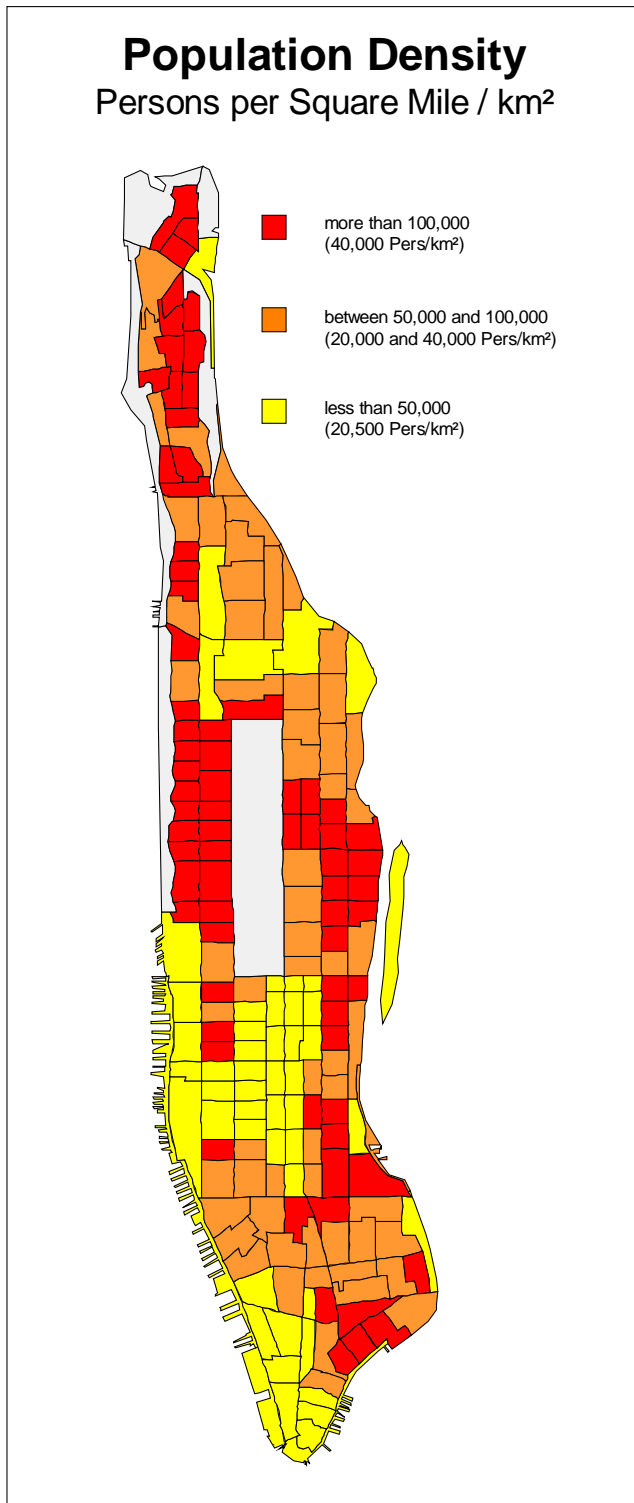 Population Density
Persons per Square Mile / km²
more than 100,000
(40,000 Pers/km²)
between 50,000 and 100,000
(20,000 and 40,000 Pers/km²)
less than 50,000
(20,500 Pers/km²)